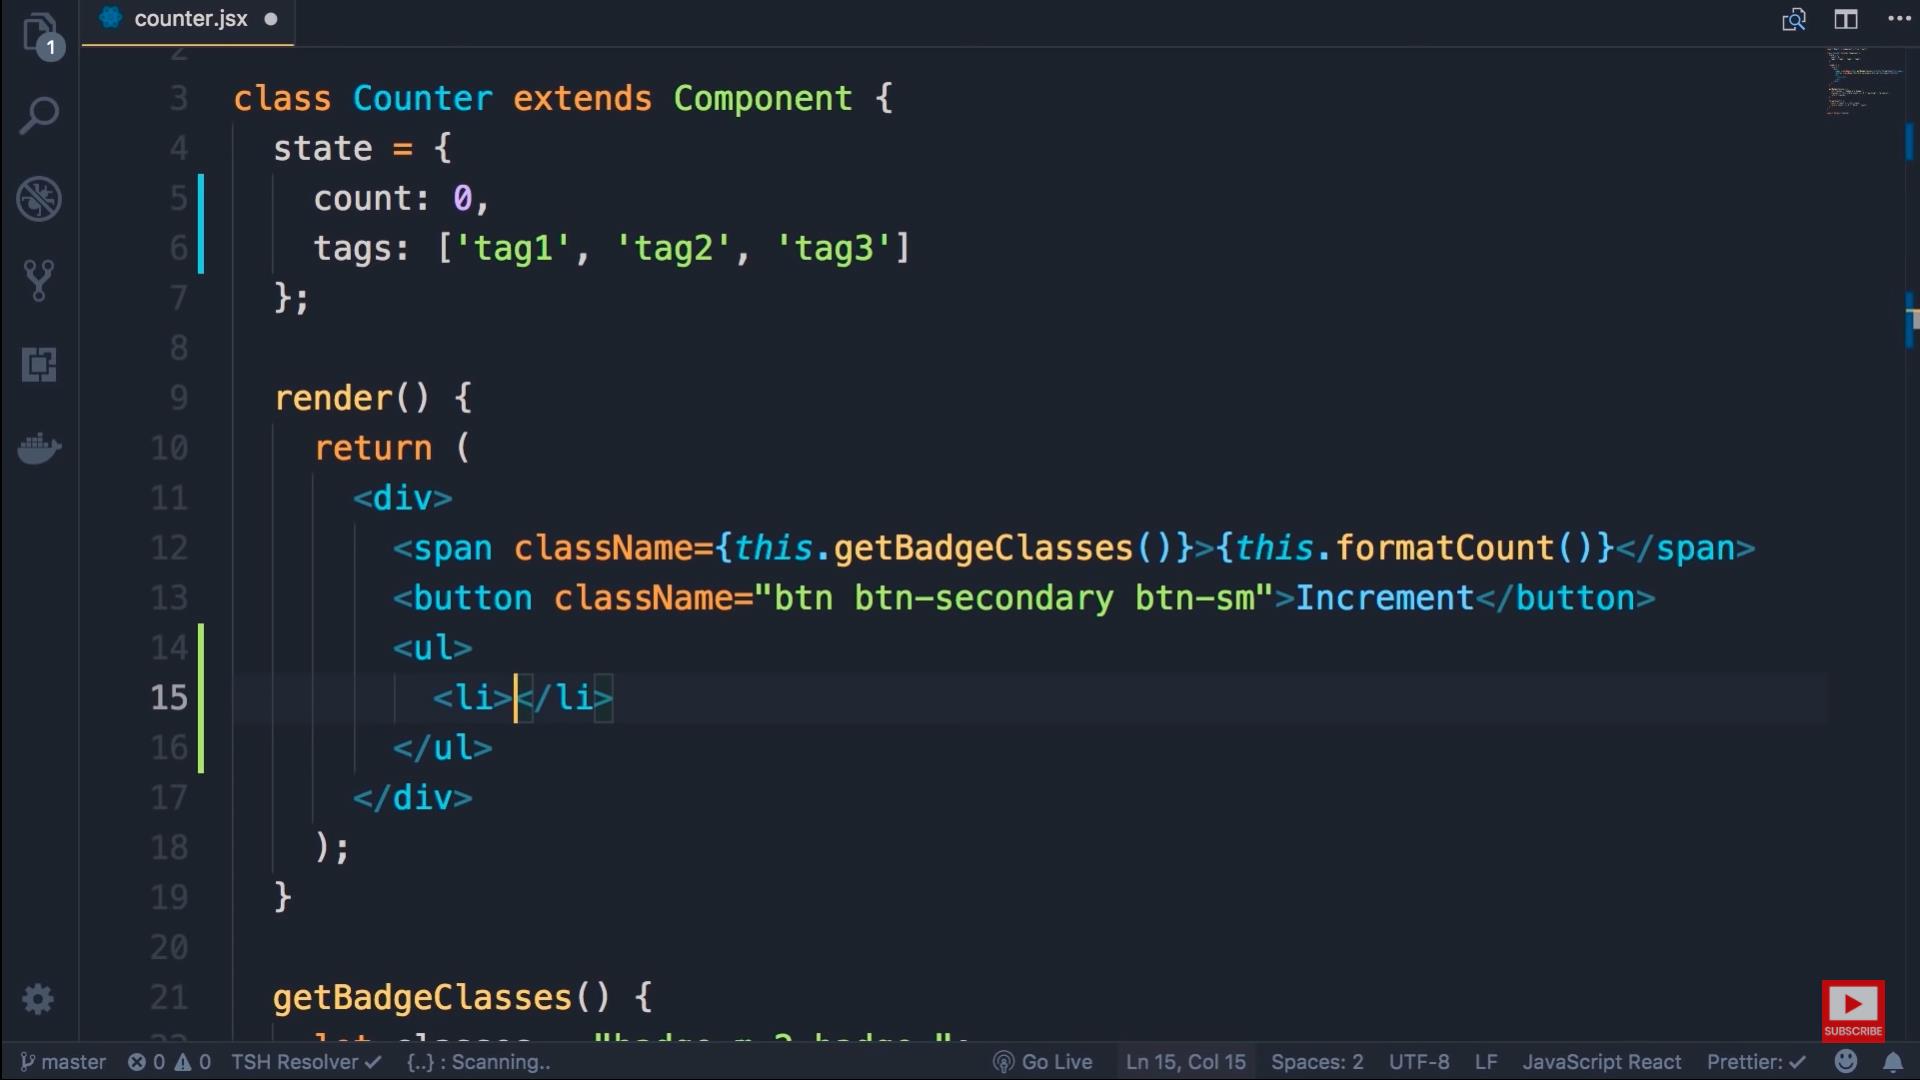 counter.jsx
1
2
3 class Counter extends Component {
4 state = {
5 count: 0,
6 tags: ['tag1', 'tag2', 'tag3']
7 };
8
9 render() {
10 return (
11 <div>
12 <span className={this.getBadgeClasses()}>{this.formatCount()}</span>
13 <button className="btn btn-secondary btn-sm">Increment</button>
14 <ul>
15 <li></li>
16 </ul>
17 </div>
18 );
19 }
20
21 getBadgeClasses() {
SUBSCRIBE
master 0 0 TSH Resolver ✓ {..} : Scanning.. Go Live Ln 15, Col 15 Spaces: 2 UTF-8 LF JavaScript React Prettier: ✓